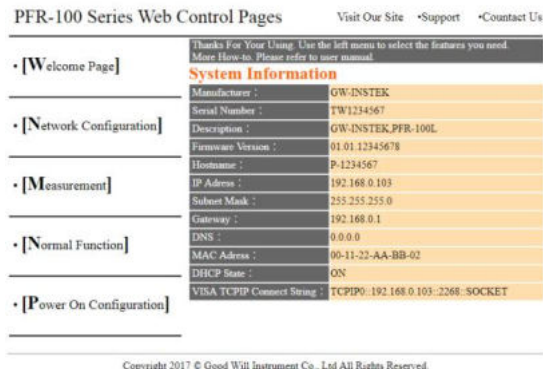 PFR-100 Series Web Control Pages
Visit Our Site •Support •Countact Us
• [Welcome Page]
• [Network Configuration]
• [Measurement]
• [Normal Function]
• [Power On Configuration]
Thanks For Your Using. Use the left menu to select the features you need.
More How-to. Please refer to user manual.
System Information
Manufacturer : GW-INSTEK
Serial Number : TW1234567
Description : GW-INSTEK,PFR-100L
Firmware Version : 01.01.12345678
Hostname : P-1234567
IP Adress : 192.168.0.103
Subnet Mask : 255.255.255.0
Gateway : 192.168.0.1
DNS : 0.0.0.0
MAC Adress : 00-11-22-AA-BB-02
DHCP State : ON
VISA TCPIP Connect String : TCPIP0::192.168.0.103::2268::SOCKET
Copyright 2017 © Good Will Instrument Co., Ltd All Rights Reserved.